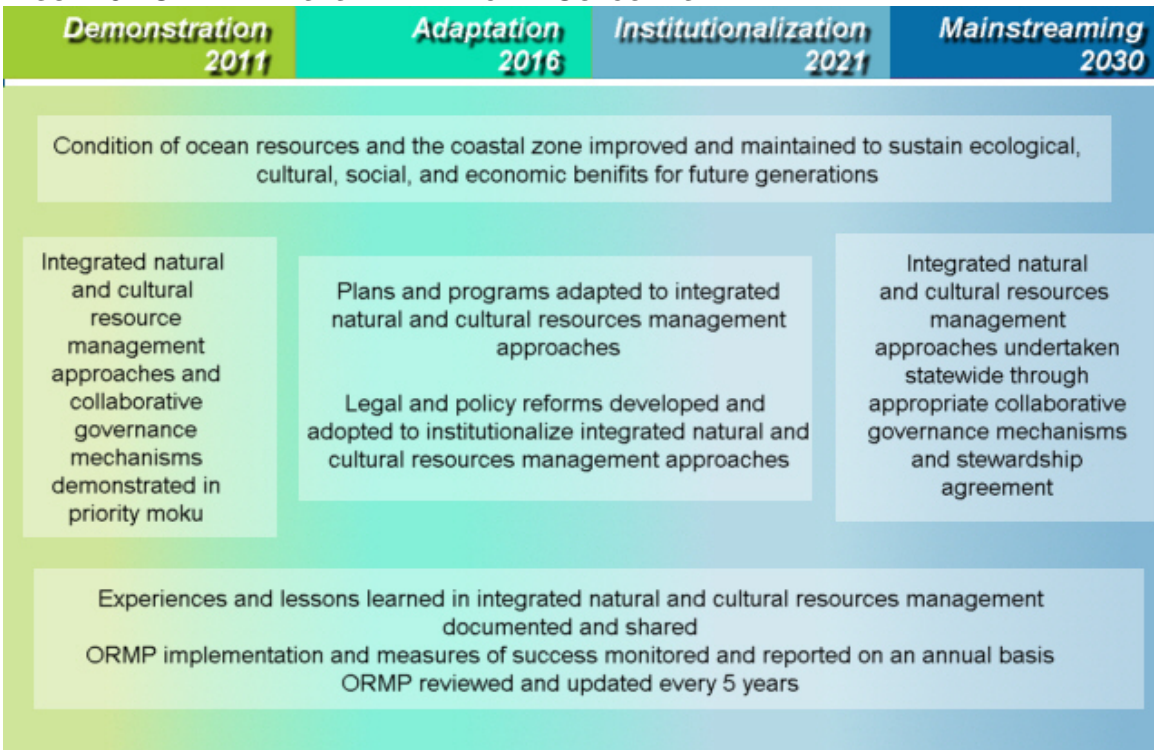 Demonstration
2011
Adaptation
2016
Institutionalization
2021
Mainstreaming
2030
Condition of ocean resources and the coastal zone improved and maintained to sustain ecological,
cultural, social, and economic benifits for future generations
Integrated natural
and cultural
resource
management
approaches and
collaborative
governance
mechanisms
demonstrated in
priority moku
Plans and programs adapted to integrated
natural and cultural resources management
approaches
Legal and policy reforms developed and
adopted to institutionalize integrated natural and
cultural resources management approaches
Integrated natural
and cultural resources
management
approaches undertaken
statewide through
appropriate collaborative
governance mechanisms
and stewardship
agreement
Experiences and lessons learned in integrated natural and cultural resources management
documented and shared
ORMP implementation and measures of success monitored and reported on an annual basis
ORMP reviewed and updated every 5 years